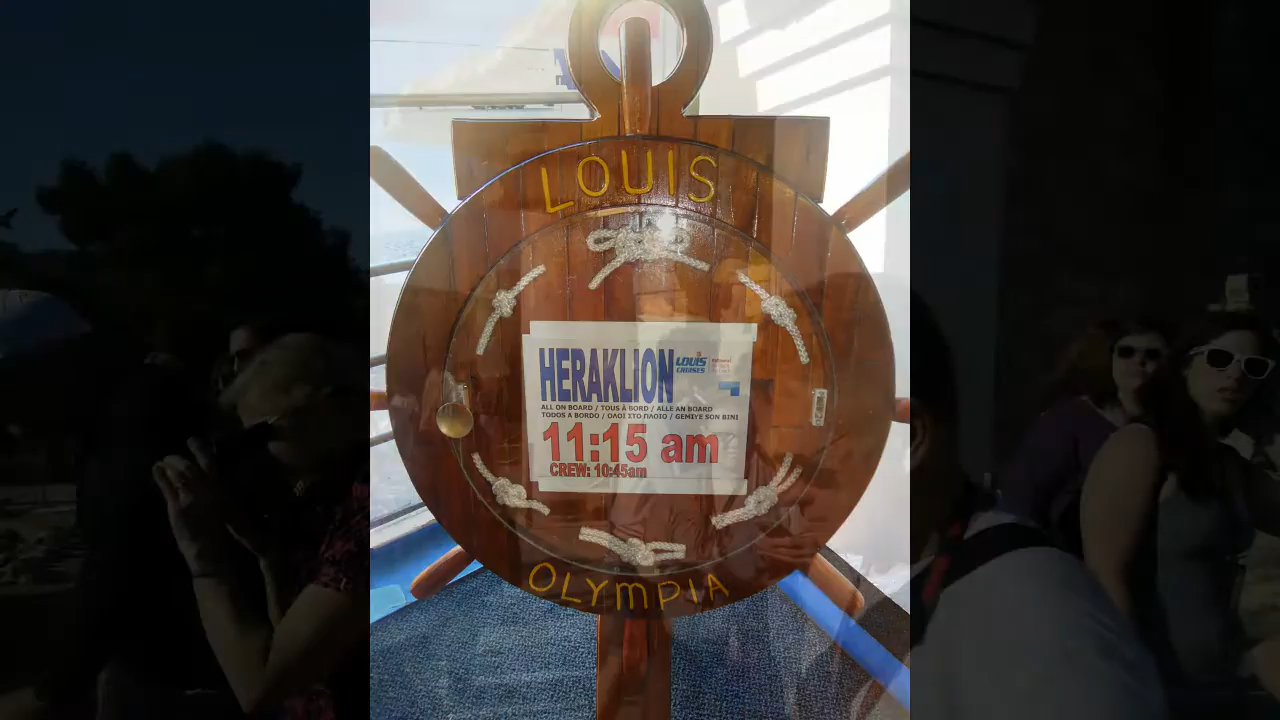 LOUIS
HERAKLION
LOUIS
CRUISES
ALL ON BOARD / TOUS À BORD / ALLE AN BOARD
TODOS A BORDO / ΟΛΟΙ ΣΤΟ ΠΛΟΙΟ / GEMIYE SON BINI
11:15 am
CREW: 10:45am
OLYMPIA